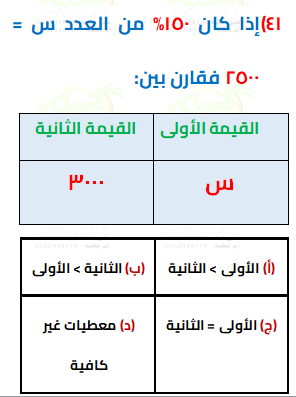 ٤١)إذا كان ١٥٠% من العدد س =
٢٥٠٠ فقارن بين:
القيمة الأولى القيمة الثانية
س ٣٠٠٠
(أ) الأولى > الثانية (ب) الثانية > الأولى
(ج) الأولى = الثانية (د) معطيات غير
كافية